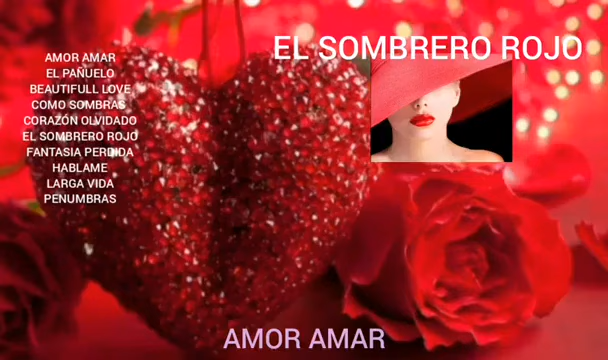 EL SOMBRERO ROJO
AMOR AMAR
EL PAÑUELO
BEAUTIFULL LOVE
COMO SOMBRAS
CORAZÓN OLVIDADO
EL SOMBRERO ROJO
FANTASIA PERDIDA
HABLAME
LARGA VIDA
PENUMBRAS
AMOR AMAR